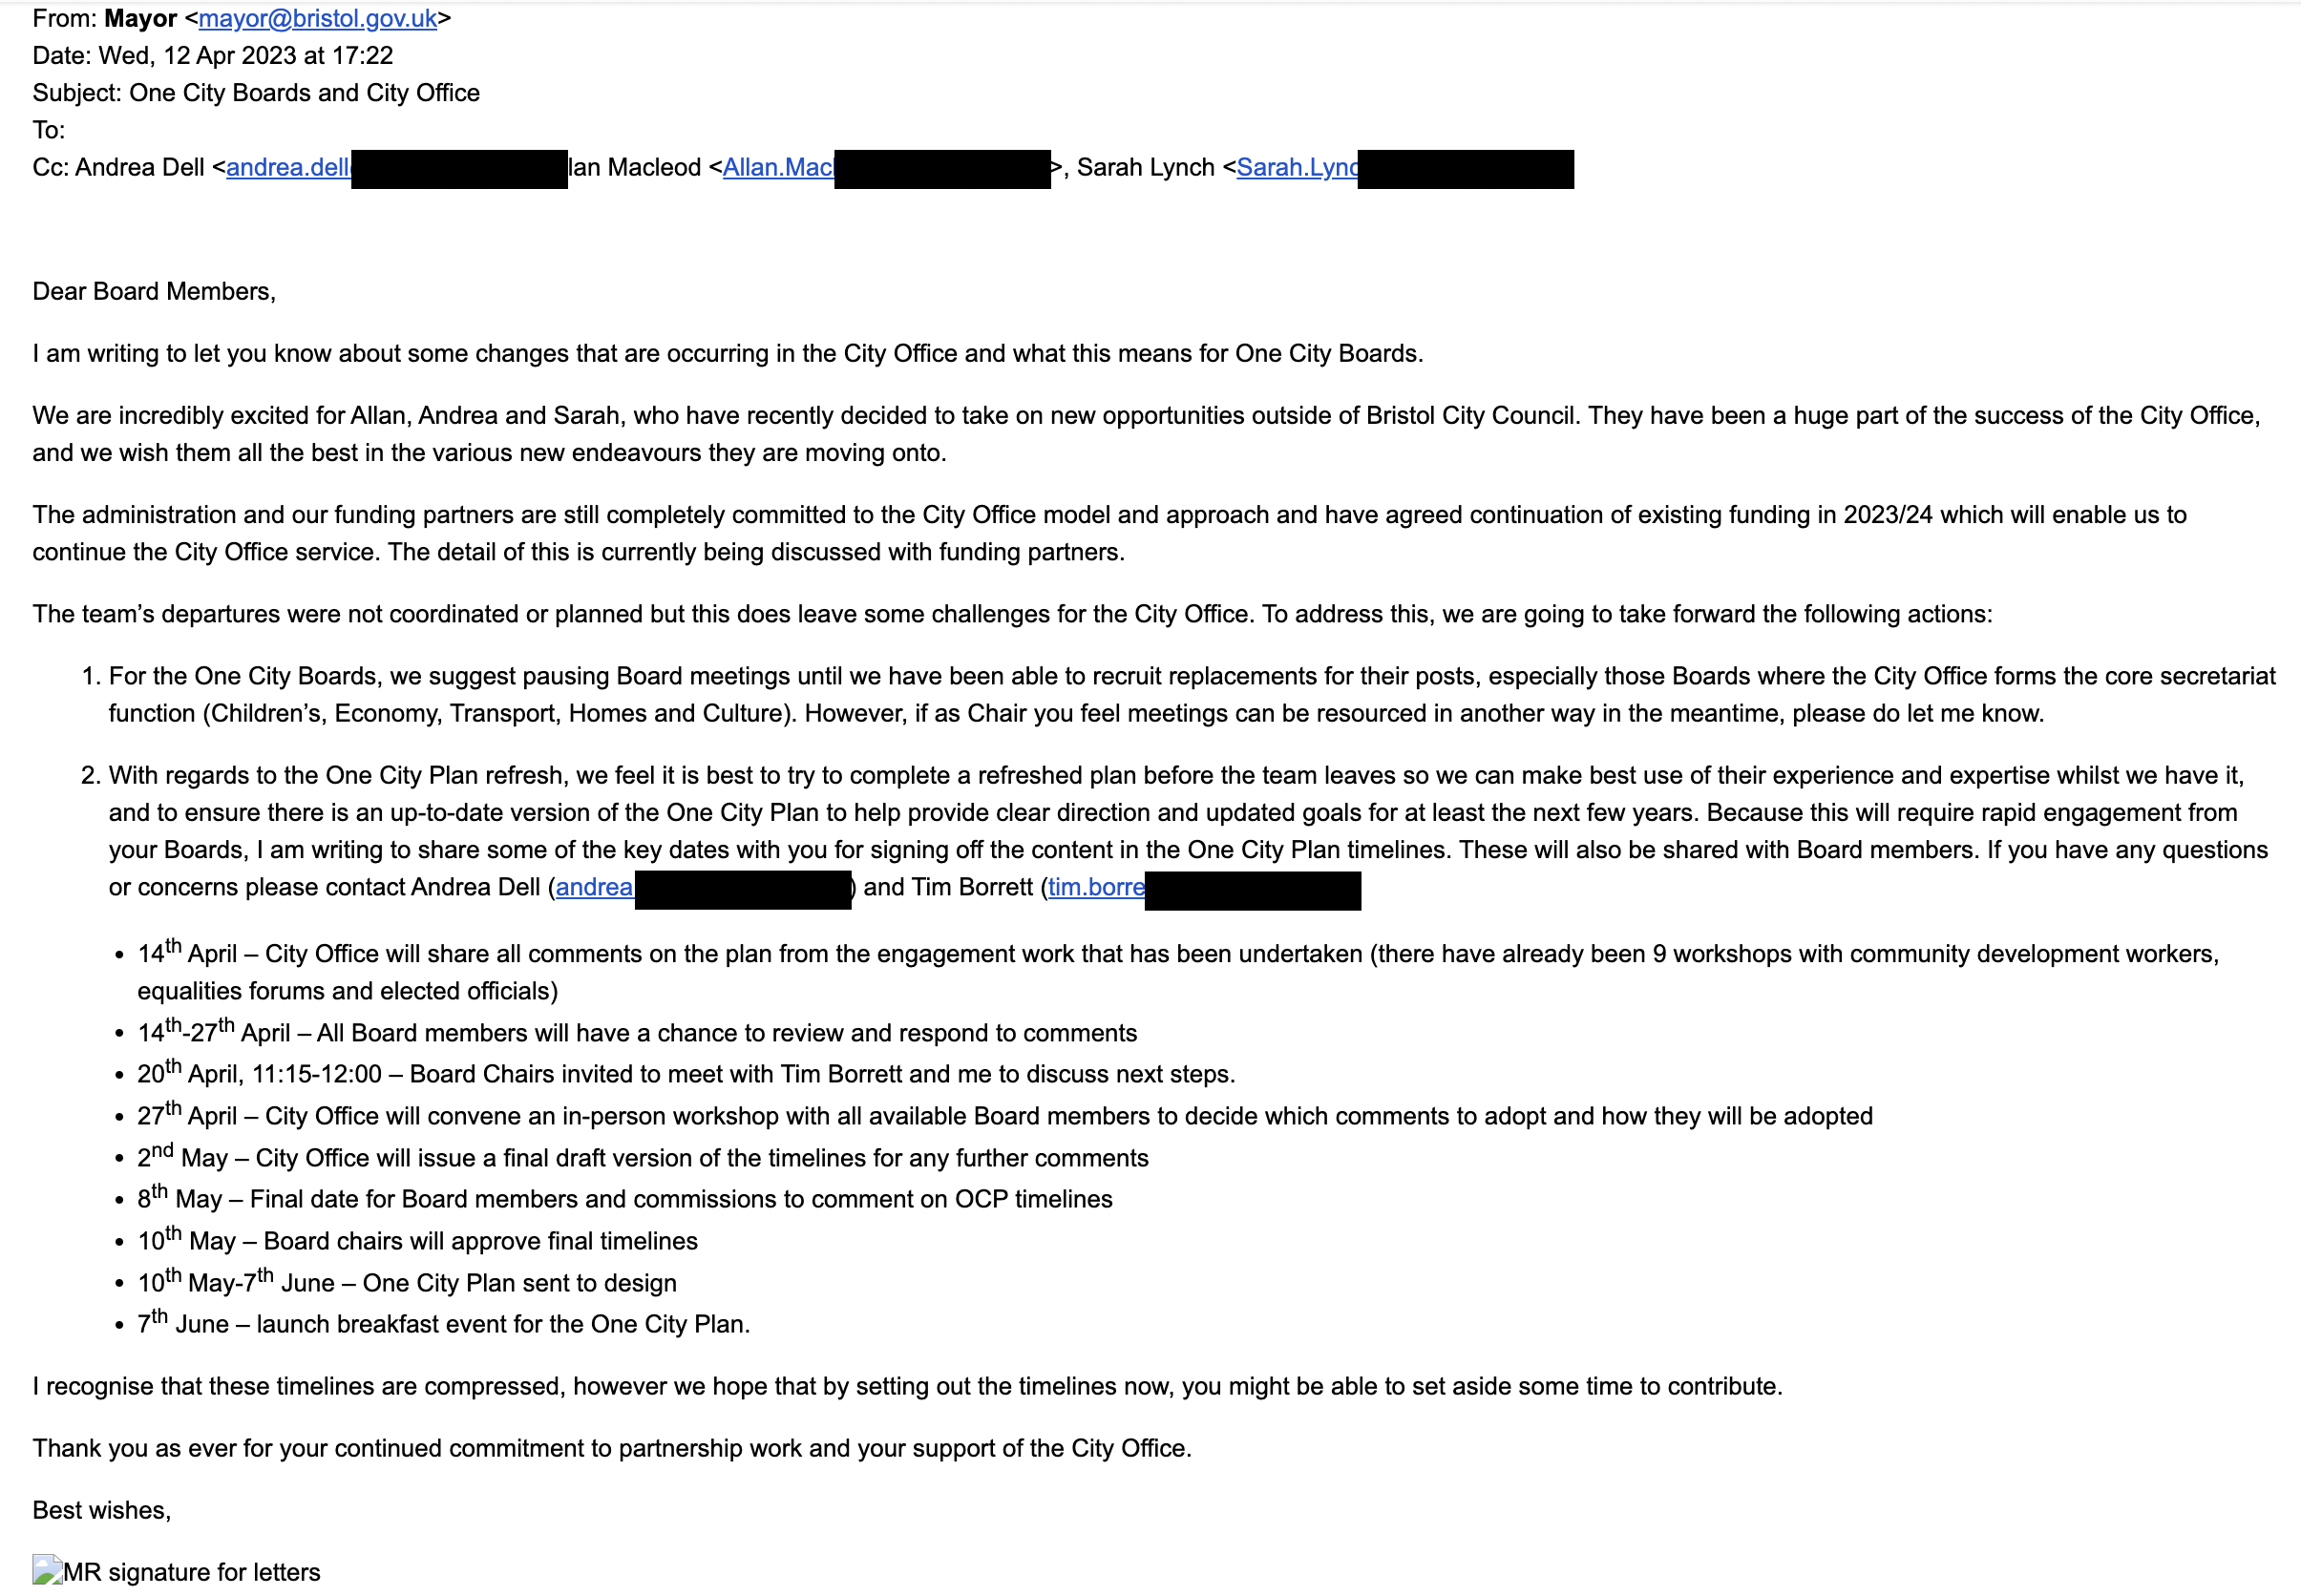 From: Mayor <mayor@bristol.gov.uk>
Date: Wed, 12 Apr 2023 at 17:22
Subject: One City Boards and City Office
To:
Cc: Andrea Dell <andrea.dell lan Macleod <Allan.Mac >, Sarah Lynch <Sarah.Lync
Dear Board Members,
I am writing to let you know about some changes that are occurring in the City Office and what this means for One City Boards.
We are incredibly excited for Allan, Andrea and Sarah, who have recently decided to take on new opportunities outside of Bristol City Council. They have been a huge part of the success of the City Office,
and we wish them all the best in the various new endeavours they are moving onto.
The administration and our funding partners are still completely committed to the City Office model and approach and have agreed continuation of existing funding in 2023/24 which will enable us to
continue the City Office service. The detail of this is currently being discussed with funding partners.
The team’s departures were not coordinated or planned but this does leave some challenges for the City Office. To address this, we are going to take forward the following actions:
1. For the One City Boards, we suggest pausing Board meetings until we have been able to recruit replacements for their posts, especially those Boards where the City Office forms the core secretariat
function (Children’s, Economy, Transport, Homes and Culture). However, if as Chair you feel meetings can be resourced in another way in the meantime, please do let me know.
2. With regards to the One City Plan refresh, we feel it is best to try to complete a refreshed plan before the team leaves so we can make best use of their experience and expertise whilst we have it,
and to ensure there is an up-to-date version of the One City Plan to help provide clear direction and updated goals for at least the next few years. Because this will require rapid engagement from
your Boards, I am writing to share some of the key dates with you for signing off the content in the One City Plan timelines. These will also be shared with Board members. If you have any questions
or concerns please contact Andrea Dell (andrea ) and Tim Borrett (tim.borre
• 14th April – City Office will share all comments on the plan from the engagement work that has been undertaken (there have already been 9 workshops with community development workers,
equalities forums and elected officials)
• 14th-27th April – All Board members will have a chance to review and respond to comments
• 20th April, 11:15-12:00 – Board Chairs invited to meet with Tim Borrett and me to discuss next steps.
• 27th April – City Office will convene an in-person workshop with all available Board members to decide which comments to adopt and how they will be adopted
• 2nd May – City Office will issue a final draft version of the timelines for any further comments
• 8th May – Final date for Board members and commissions to comment on OCP timelines
• 10th May – Board chairs will approve final timelines
• 10th May-7th June – One City Plan sent to design
• 7th June – launch breakfast event for the One City Plan.
I recognise that these timelines are compressed, however we hope that by setting out the timelines now, you might be able to set aside some time to contribute.
Thank you as ever for your continued commitment to partnership work and your support of the City Office.
Best wishes,
MR signature for letters